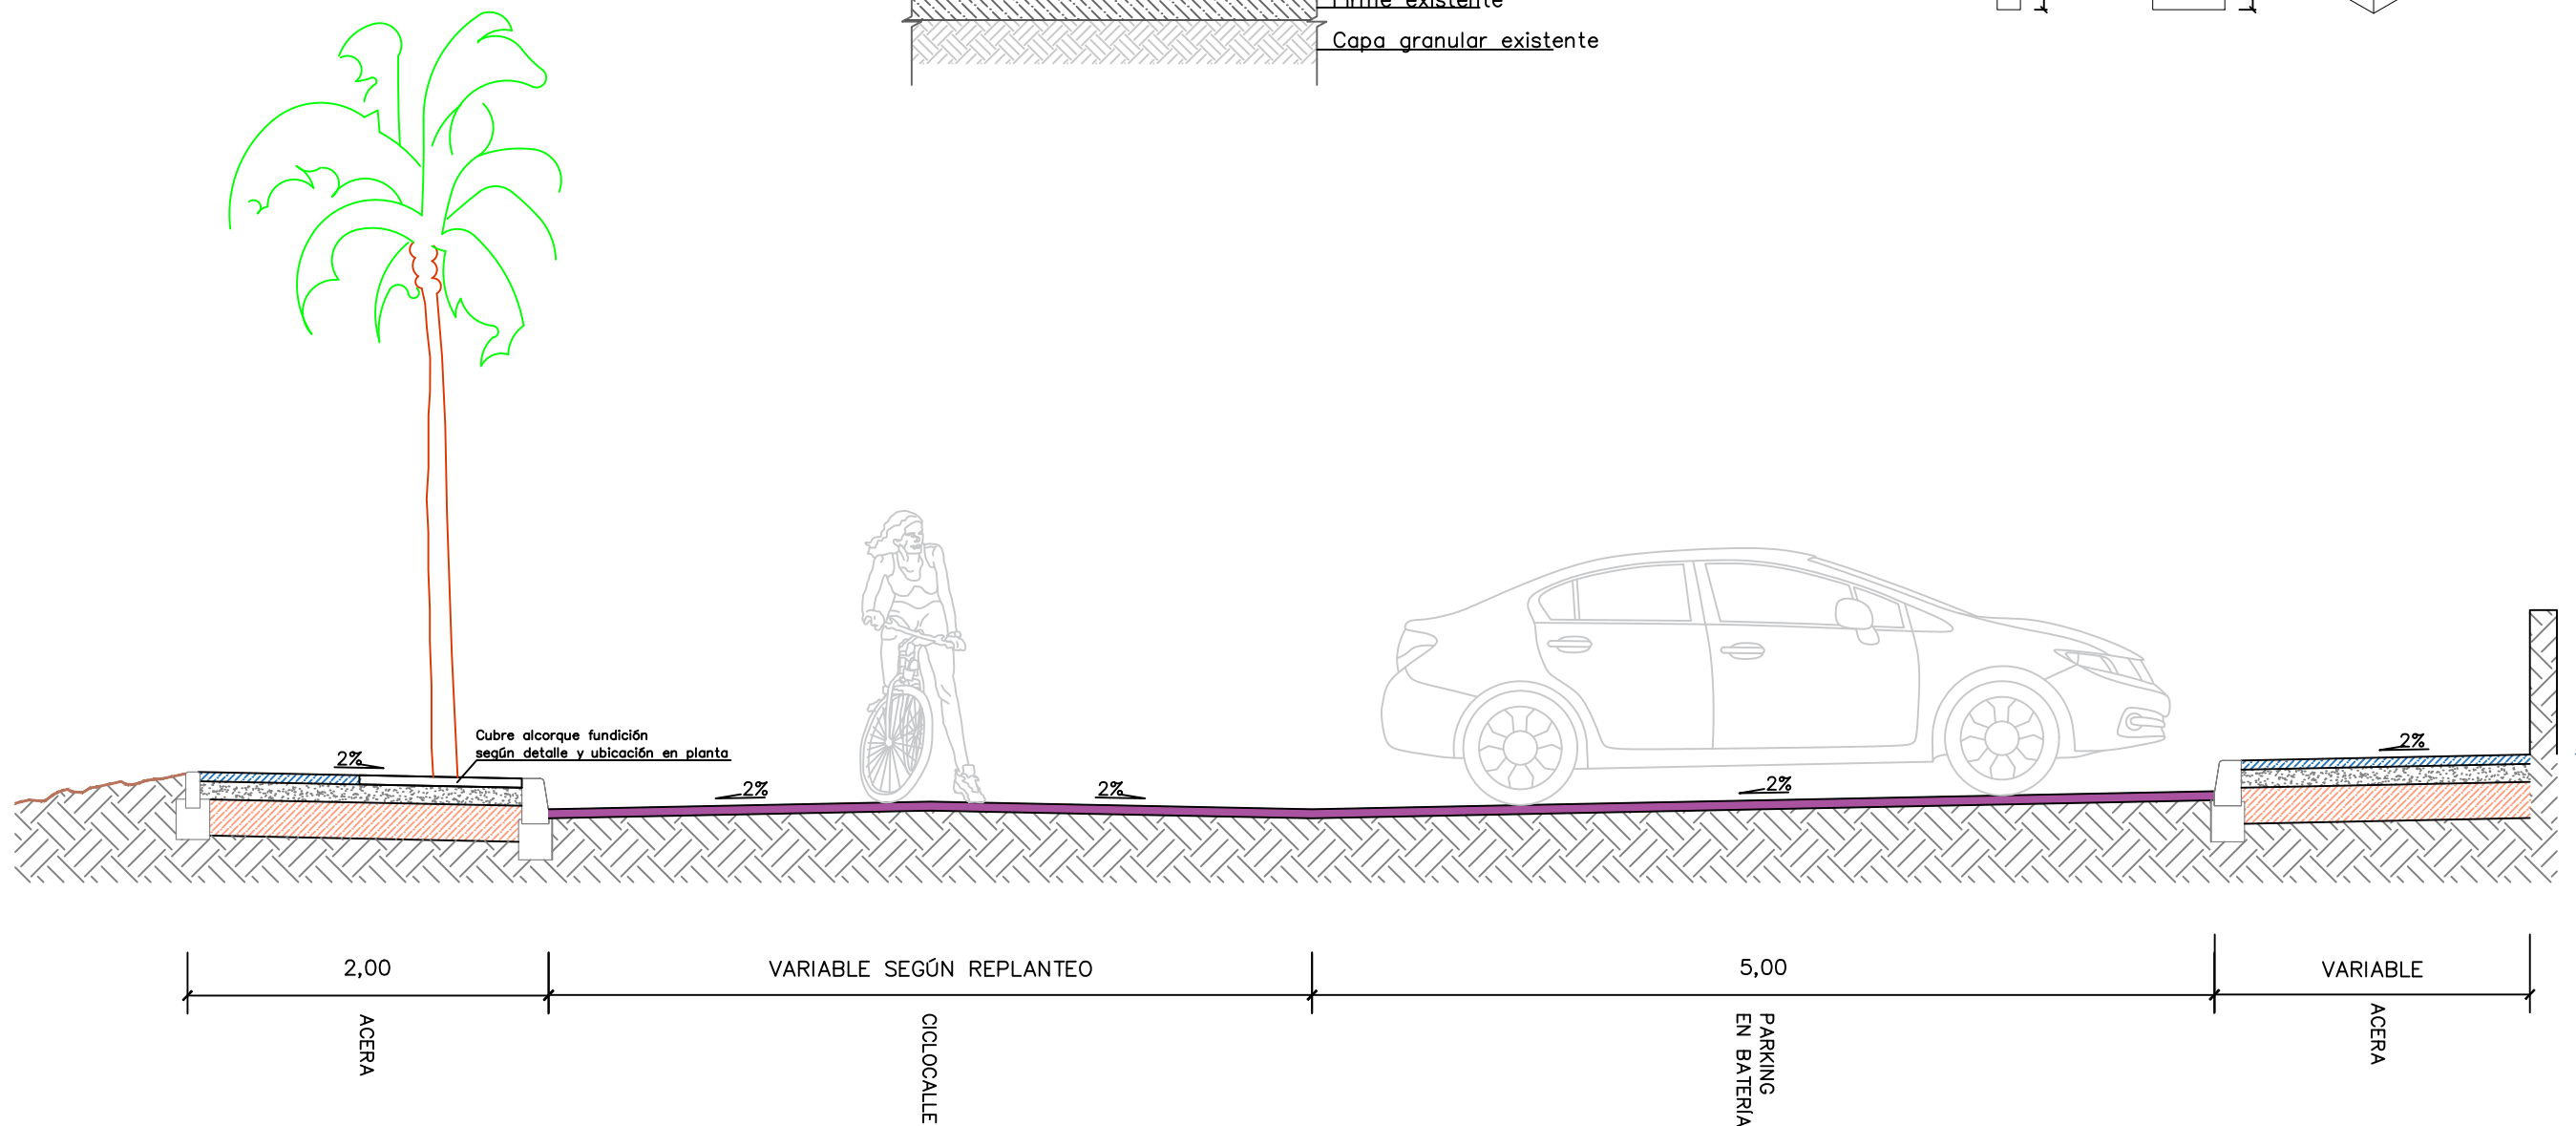 Firme existente
Capa granular existente
Cubre alcorque fundición
según detalle y ubicación en planta
2%
2%
2%
2%
2%
2,00
VARIABLE SEGÚN REPLANTEO
5,00
VARIABLE
ACERA
CICLOCALLE
PARKING
EN BATERÍA
ACERA